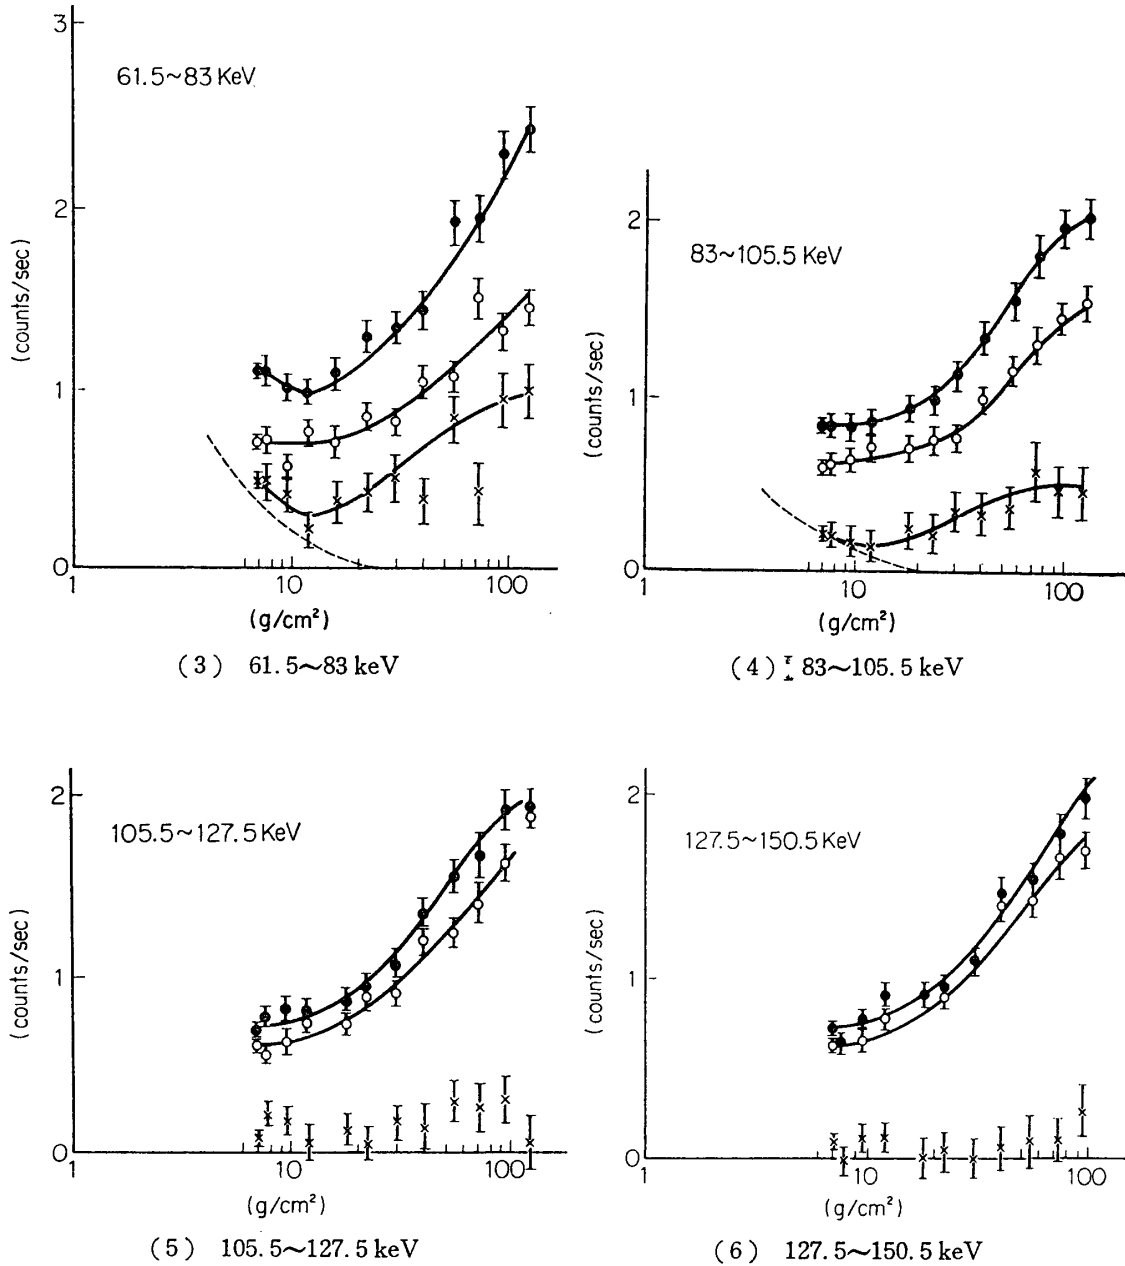 3
61.5~83 KeV
2
(counts/sec)
1
0
1
10
100
(g/cm²)
(3) 61.5~83 keV
2
83~105.5 KeV
(counts/sec)
1
0
1
10
100
(g/cm²)
(4) 83~105.5 keV
2
105.5~127.5 KeV
(counts/sec)
1
0
1
10
100
(g/cm²)
(5) 105.5~127.5 keV
2
127.5~150.5 KeV
(counts/sec)
1
0
1
10
100
(g/cm²)
(6) 127.5~150.5 keV